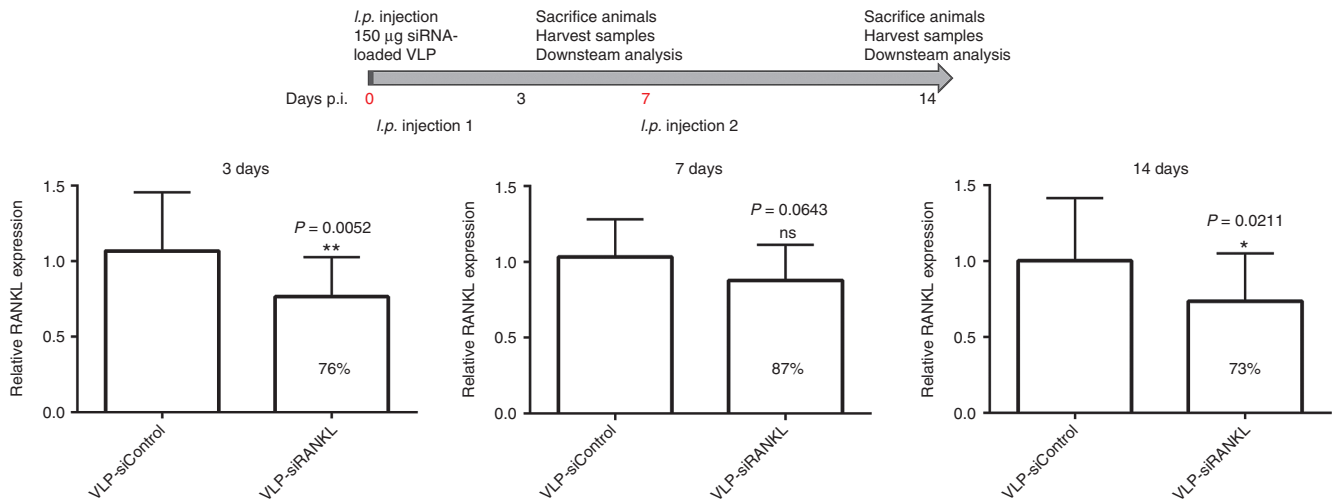 I.p. injection
150 μg siRNA-
loaded VLP
Sacrifice animals
Harvest samples
Downsteam analysis
Sacrifice animals
Harvest samples
Downsteam analysis
Days p.i. 0 3 7 14
I.p. injection 1
I.p. injection 2
3 days
Relative RANKL expression
1.5
1.0
0.5
0.0
P = 0.0052
**
76%
VLP-siControl
VLP-siRANKL
7 days
Relative RANKL expression
1.5
1.0
0.5
0.0
P = 0.0643
ns
87%
VLP-siControl
VLP-siRANKL
14 days
Relative RANKL expression
1.5
1.0
0.5
0.0
P = 0.0211
*
73%
VLP-siControl
VLP-siRANKL